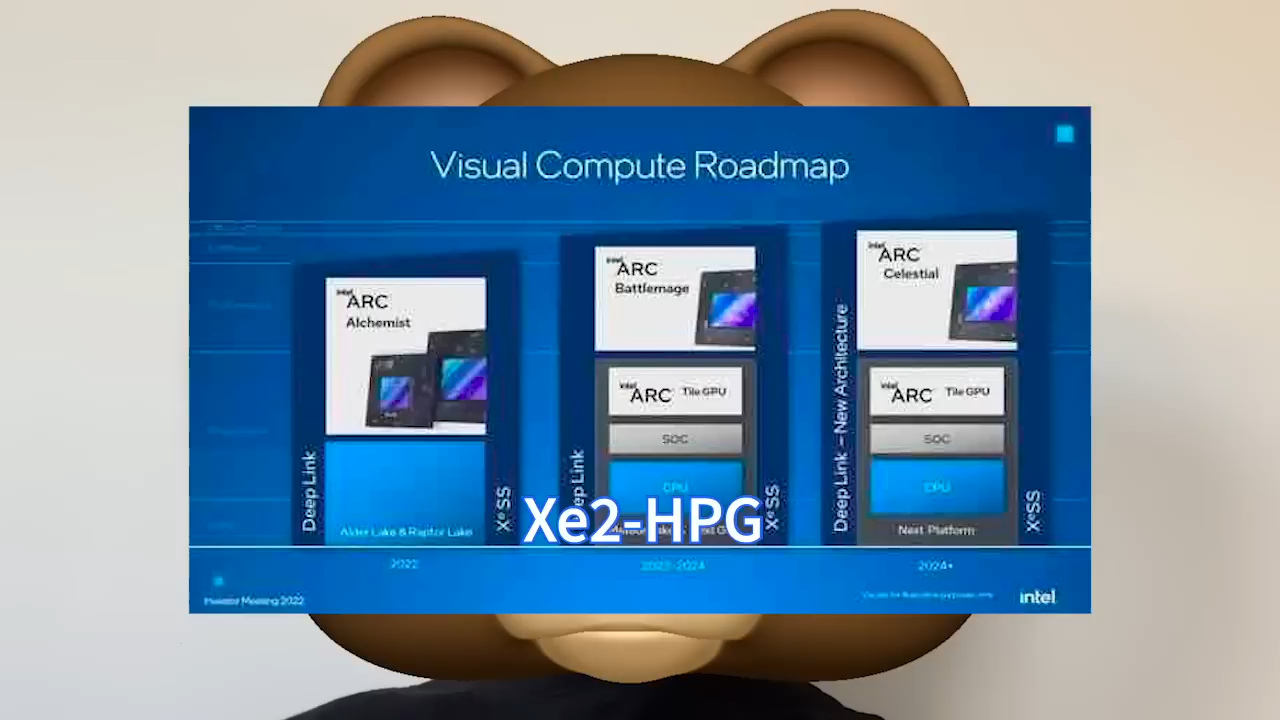 Visual Compute Roadmap
intel
ARC
Alchemist
Deep Link
XeSS
Alder Lake & Raptor Lake
2022
intel
ARC
Battlemage
intel
ARC Tile GPU
SOC
CPU
Deep Link
XeSS
2023-2024
intel
ARC
Celestial
intel
ARC Tile GPU
SOC
CPU
Deep Link – New Architecture
XeSS
Next Platform
2024+
Xe2-HPG
Investor Meeting 2022
intel